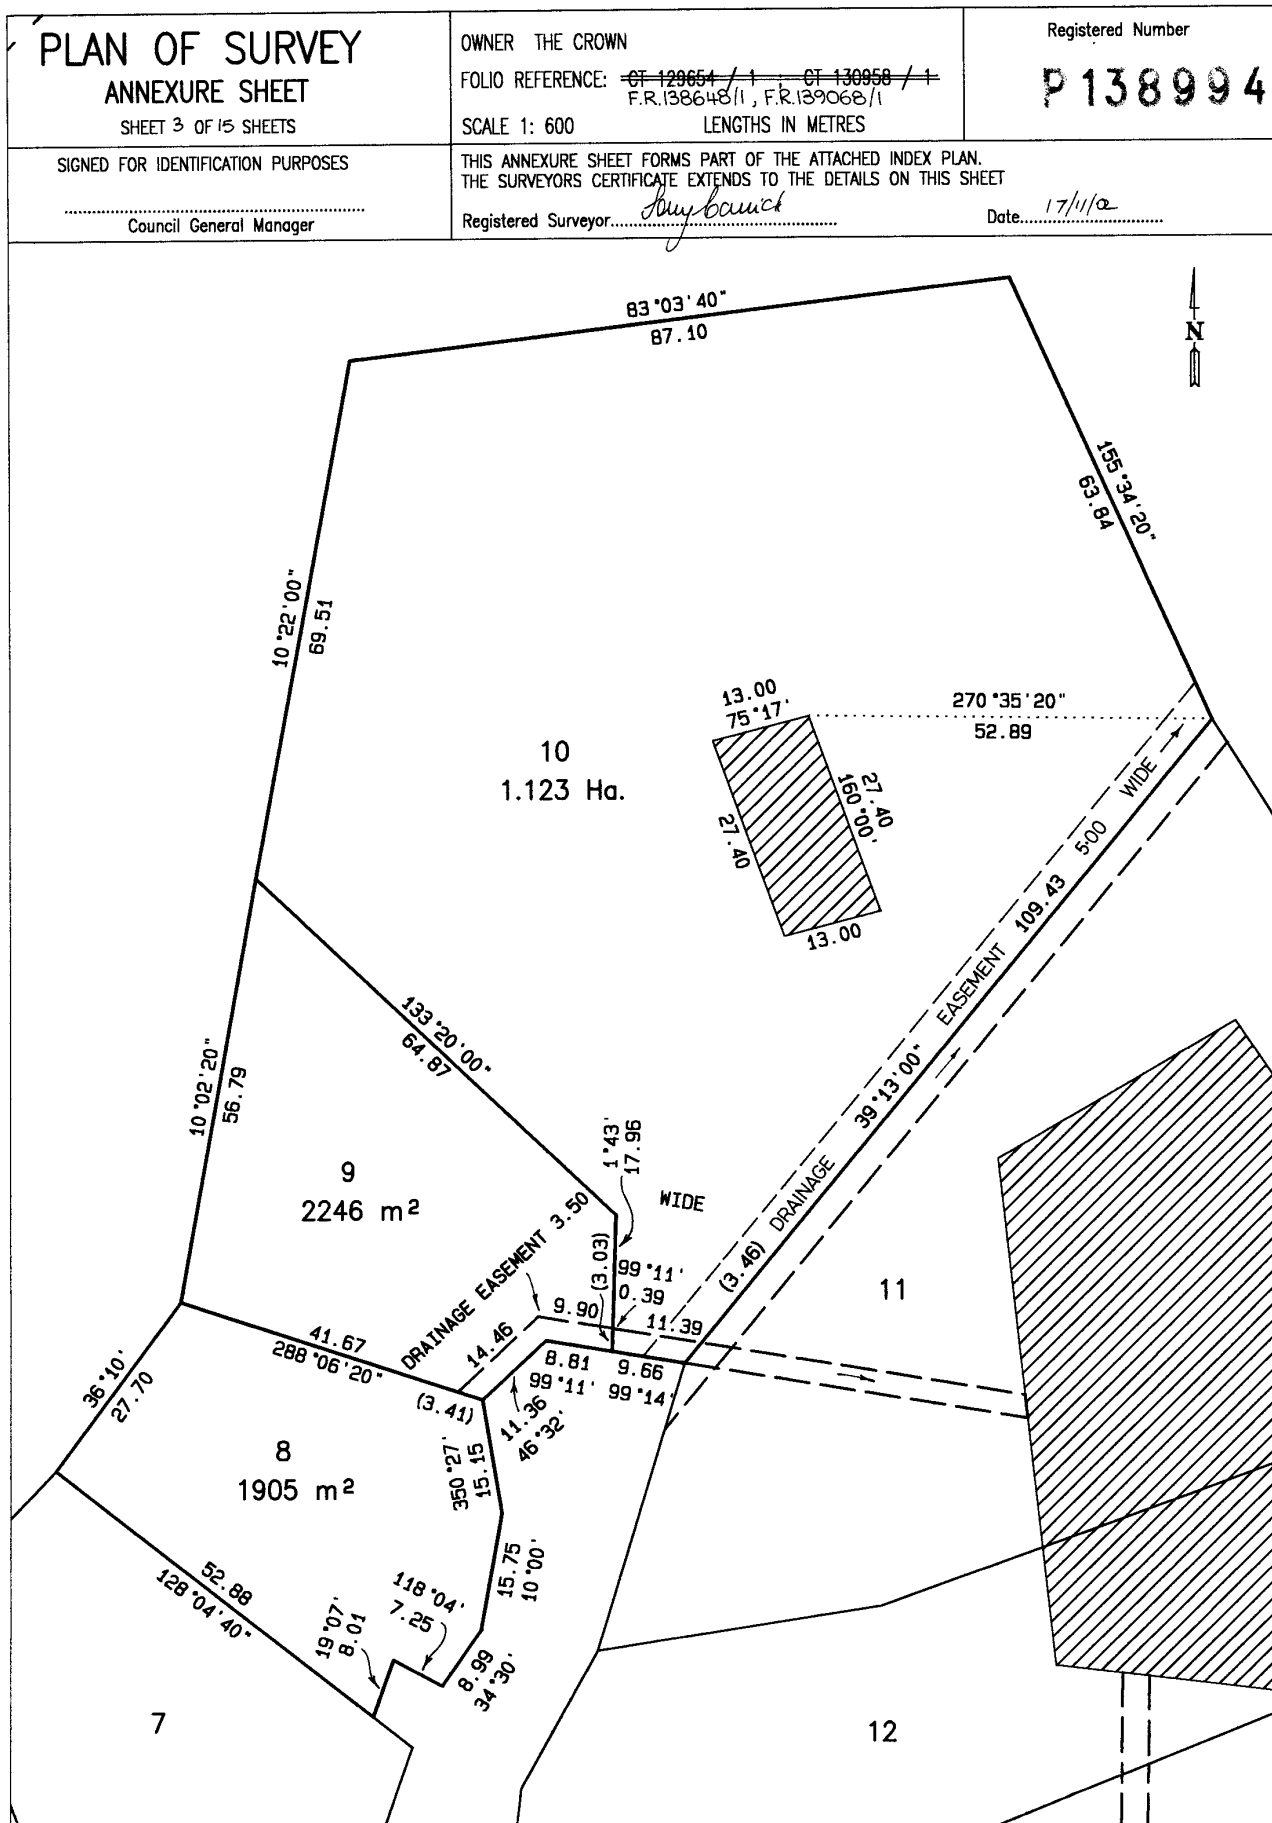 PLAN OF SURVEY
ANNEXURE SHEET
SHEET 3 OF 15 SHEETS
OWNER THE CROWN
FOLIO REFERENCE: CT 129654 / 1 ; CT 130958 / 1
F.R.138648/1, F.R.139068/1
SCALE 1: 600 LENGTHS IN METRES
Registered Number
P138994
SIGNED FOR IDENTIFICATION PURPOSES
Council General Manager
THIS ANNEXURE SHEET FORMS PART OF THE ATTACHED INDEX PLAN.
THE SURVEYORS CERTIFICATE EXTENDS TO THE DETAILS ON THIS SHEET
Registered Surveyor
Date 17/11/02
83°03'40"
87.10
N
155°34'20"
63.84
10°22'00"
69.51
13.00
75°17'
270°35'20"
52.89
10
1.123 Ha.
27.40
160°00'
27.40
13.00
DRAINAGE EASEMENT 5·00 WIDE
109.43
39°13'00"
(3.46)
133°20'00"
64.87
10°02'20"
56.79
1°43'
17.96
9
2246 m²
DRAINAGE EASEMENT 3.50 WIDE
(3.03)
99°11'
0.39
11
9.90
11.39
14.46
41.67
288°06'20"
8.81
99°11'
9.66
99°14'
36°10'
27.70
(3.41)
11.36
46°32'
8
1905 m²
350°27'
15.15
52.88
128°04'40"
15.75
10°00'
118°04'
7.25
19°07'
8.01
8.99
34°30'
7
12